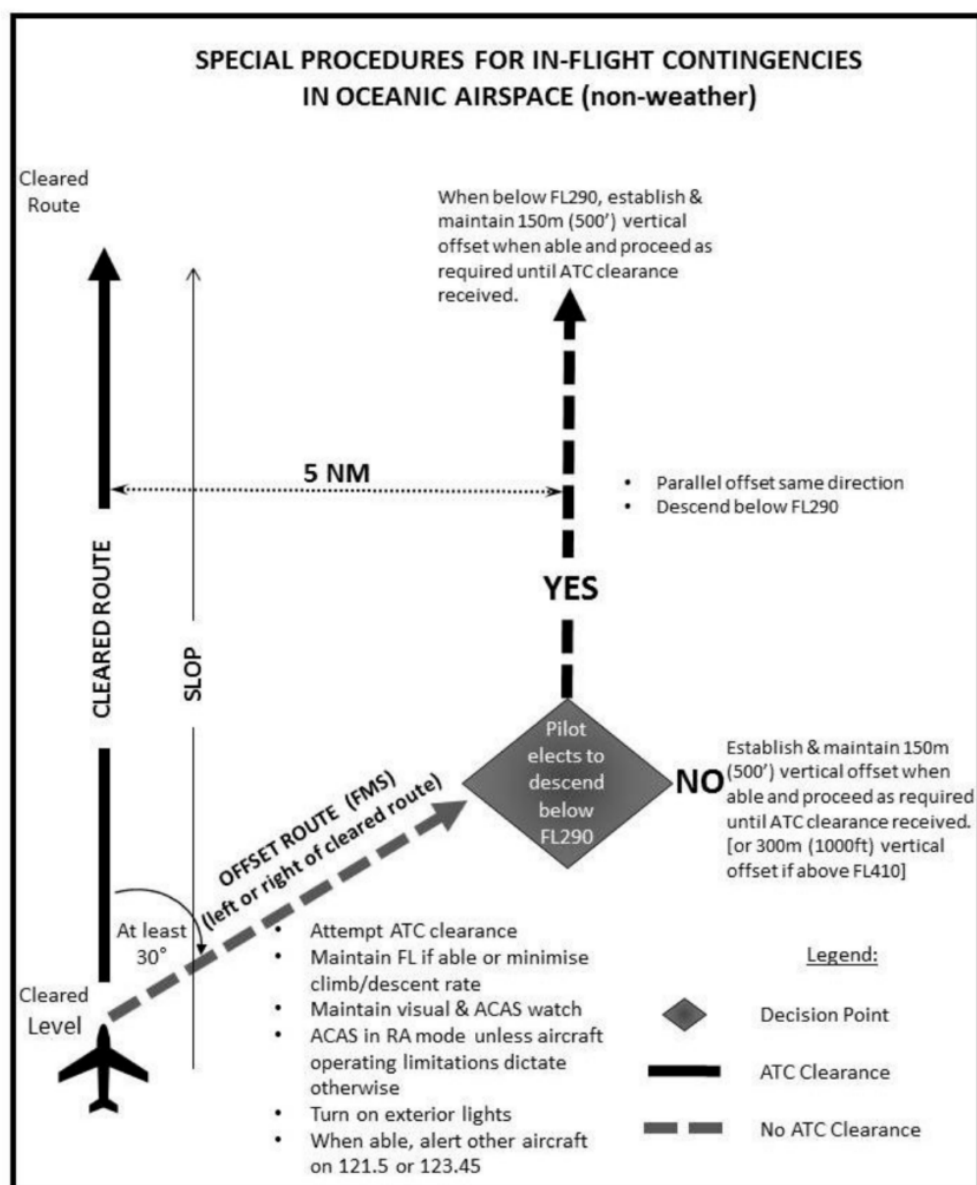 SPECIAL PROCEDURES FOR IN-FLIGHT CONTINGENCIES
IN OCEANIC AIRSPACE (non-weather)
Cleared
Route
When below FL290, establish &
maintain 150m (500’) vertical
offset when able and proceed as
required until ATC clearance
received.
5 NM
• Parallel offset same direction
• Descend below FL290
CLEARED ROUTE
SLOP
YES
Pilot
elects to
descend
below
FL290
NO
Establish & maintain 150m
(500’) vertical offset when
able and proceed as required
until ATC clearance received.
[or 300m (1000ft) vertical
offset if above FL410]
OFFSET ROUTE (FMS)
(left or right of cleared route)
At least
30°
Cleared
Level
• Attempt ATC clearance
• Maintain FL if able or minimise
climb/descent rate
• Maintain visual & ACAS watch
• ACAS in RA mode unless aircraft
operating limitations dictate
otherwise
• Turn on exterior lights
• When able, alert other aircraft
on 121.5 or 123.45
Legend:
Decision Point
ATC Clearance
No ATC Clearance